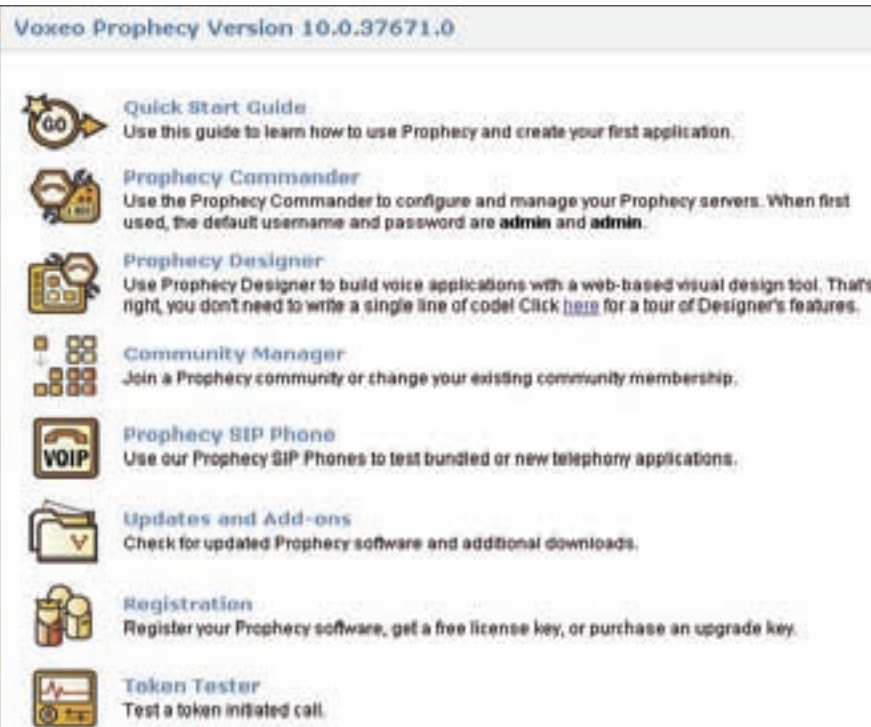 Voxeo Prophecy Version 10.0.37671.0
GO
Quick Start Guide
Use this guide to learn how to use Prophecy and create your first application.
Prophecy Commander
Use the Prophecy Commander to configure and manage your Prophecy servers. When first
used, the default username and password are admin and admin.
Prophecy Designer
Use Prophecy Designer to build voice applications with a web-based visual design tool. That's
right, you don't need to write a single line of code! Click here for a tour of Designer's features.
Community Manager
Join a Prophecy community or change your existing community membership.
VOIP
Prophecy SIP Phone
Use our Prophecy SIP Phones to test bundled or new telephony applications.
Updates and Add-ons
Check for updated Prophecy software and additional downloads.
Registration
Register your Prophecy software, get a free license key, or purchase an upgrade key.
Token Tester
Test a token initiated call.